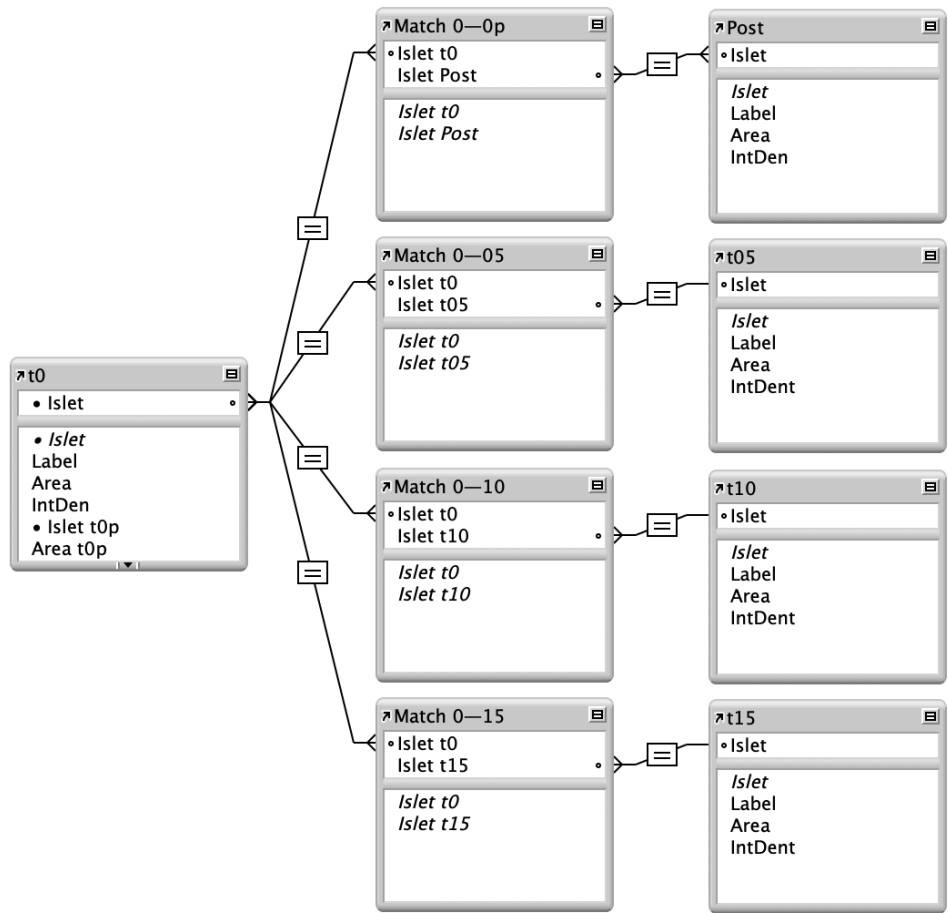 t0
• Islet
• Islet
Label
Area
IntDen
• Islet t0p
Area t0p
Match 0—0p
Islet t0
Islet Post
Islet t0
Islet Post
Post
Islet
Islet
Label
Area
IntDen
Match 0—05
Islet t0
Islet t05
Islet t0
Islet t05
t05
Islet
Islet
Label
Area
IntDent
Match 0—10
Islet t0
Islet t10
Islet t0
Islet t10
t10
Islet
Islet
Label
Area
IntDent
Match 0—15
Islet t0
Islet t15
Islet t0
Islet t15
t15
Islet
Islet
Label
Area
IntDent